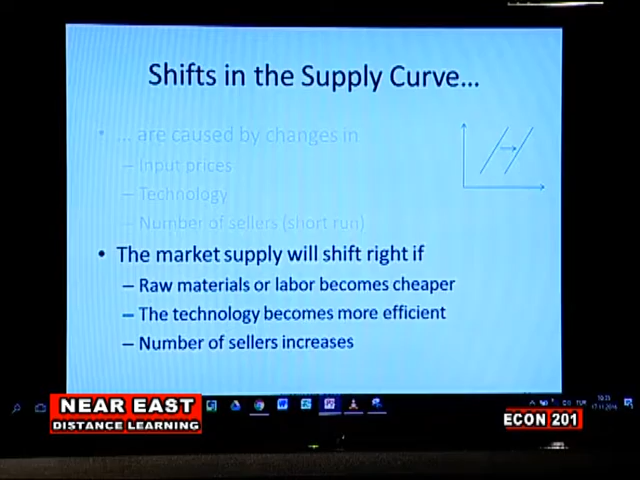 Shifts in the Supply Curve...
• ... are caused by changes in
– Input prices
– Technology
– Number of sellers (short run)
• The market supply will shift right if
– Raw materials or labor becomes cheaper
– The technology becomes more efficient
– Number of sellers increases
NEAR EAST
DISTANCE LEARNING
ECON 201
TUR